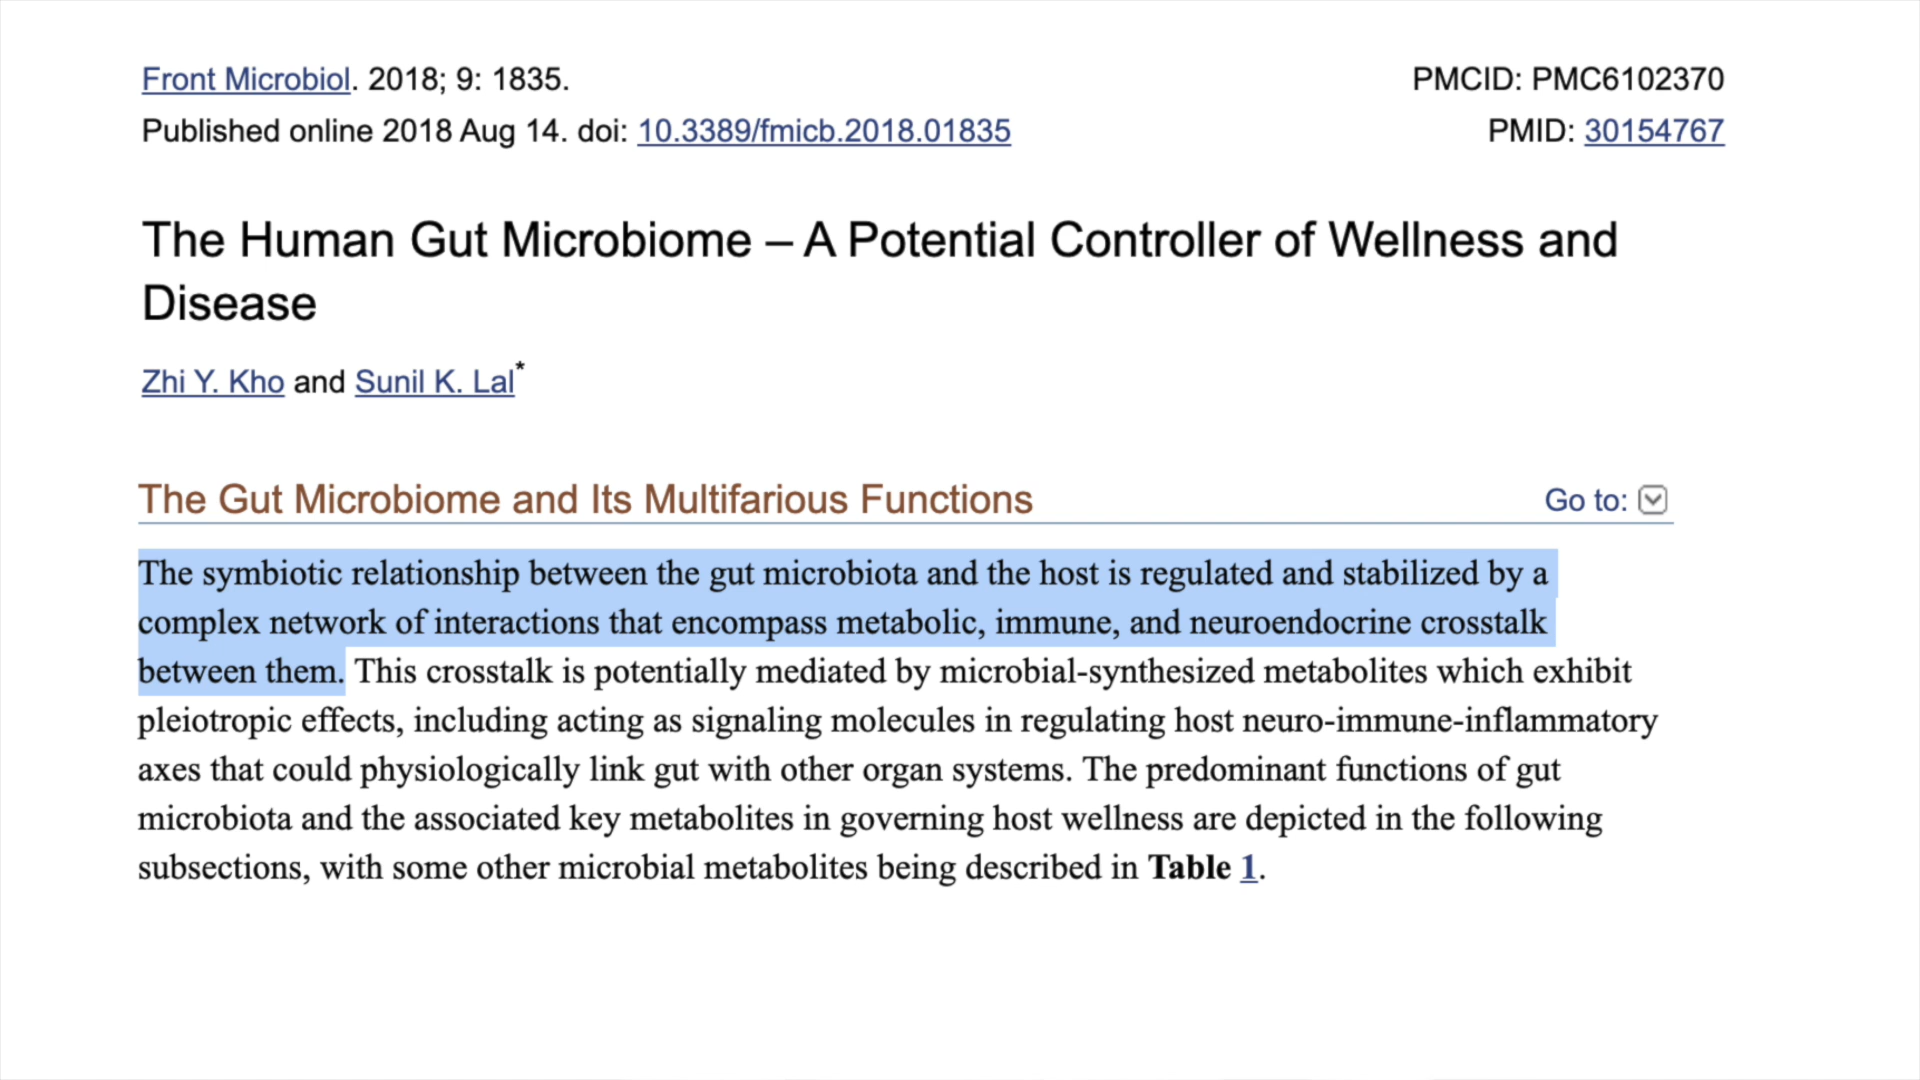 Front Microbiol. 2018; 9: 1835.
PMCID: PMC6102370
Published online 2018 Aug 14. doi: 10.3389/fmicb.2018.01835
PMID: 30154767
The Human Gut Microbiome – A Potential Controller of Wellness and
Disease
Zhi Y. Kho and Sunil K. Lal*
The Gut Microbiome and Its Multifarious Functions
Go to:
The symbiotic relationship between the gut microbiota and the host is regulated and stabilized by a
complex network of interactions that encompass metabolic, immune, and neuroendocrine crosstalk
between them. This crosstalk is potentially mediated by microbial-synthesized metabolites which exhibit
pleiotropic effects, including acting as signaling molecules in regulating host neuro-immune-inflammatory
axes that could physiologically link gut with other organ systems. The predominant functions of gut
microbiota and the associated key metabolites in governing host wellness are depicted in the following
subsections, with some other microbial metabolites being described in Table 1.